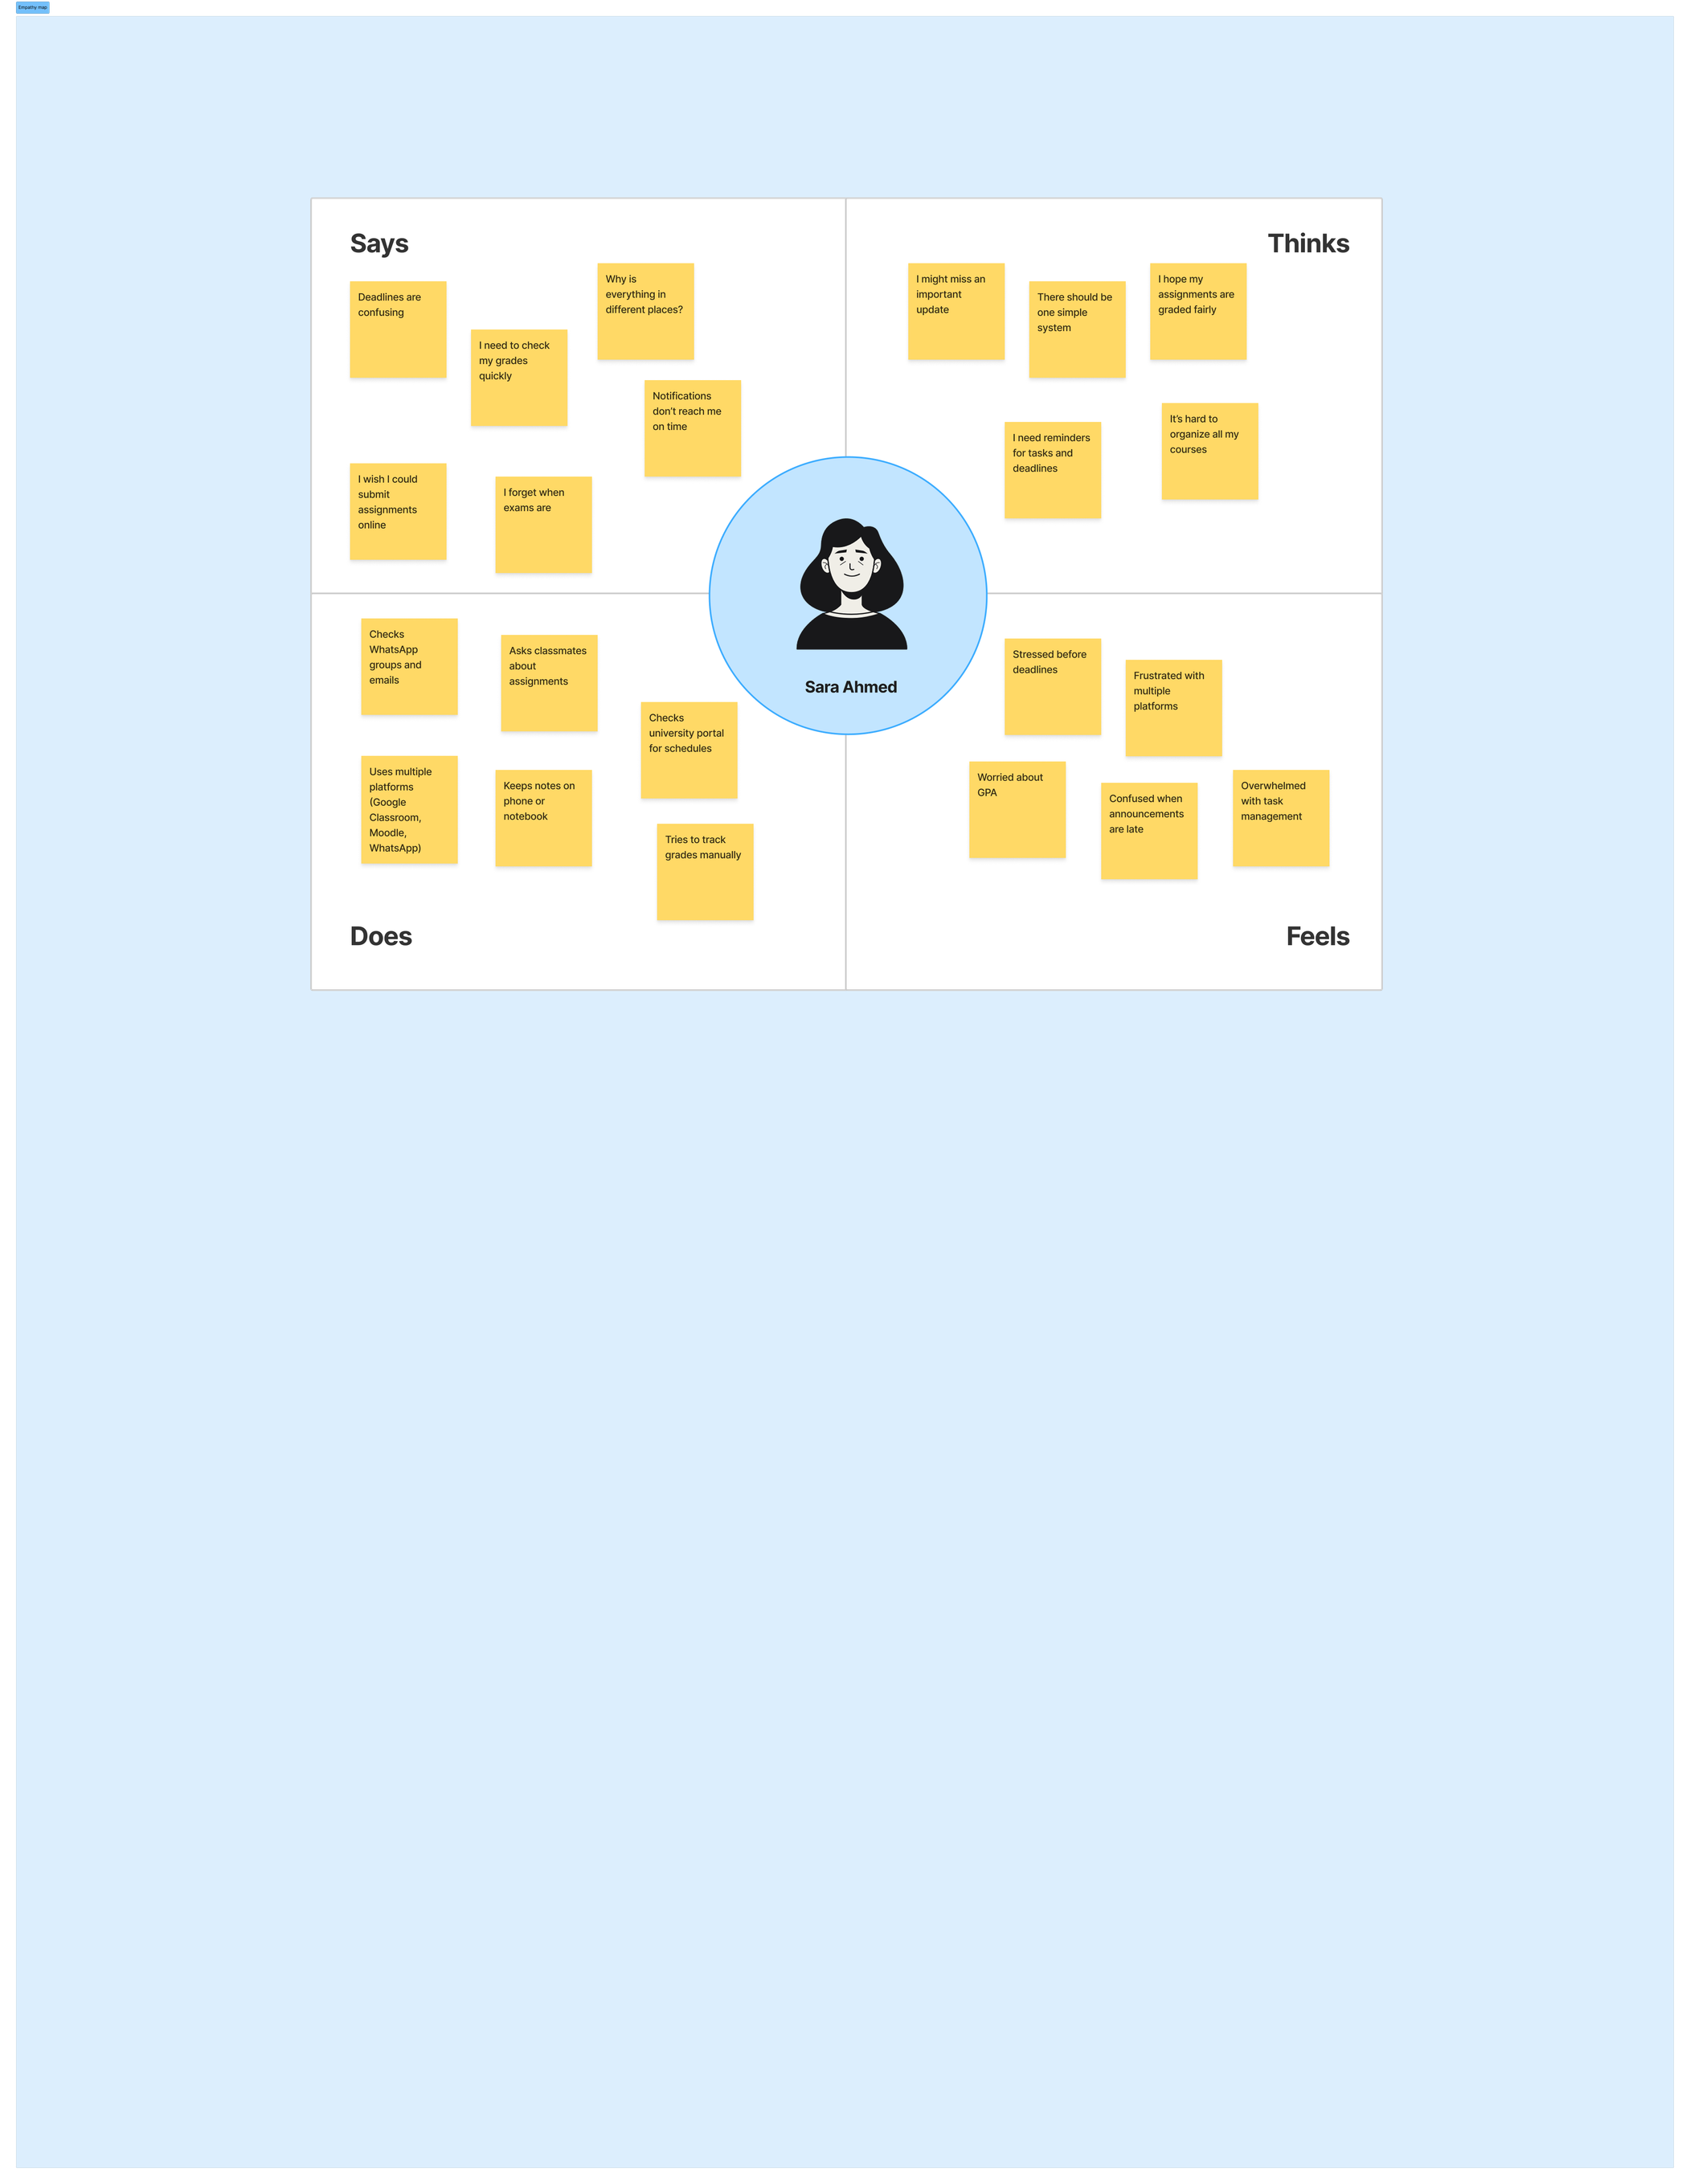 Empathy map
Says
Deadlines are
confusing
I need to check
my grades
quickly
Why is
everything in
different places?
Notifications
don't reach me
on time
I wish I could
submit
assignments
online
I forget when
exams are
Thinks
I might miss an
important
update
There should be
one simple
system
I hope my
assignments are
graded fairly
I need reminders
for tasks and
deadlines
It's hard to
organize all my
courses
Sara Ahmed
Checks
WhatsApp
groups and
emails
Asks classmates
about
assignments
Checks
university portal
for schedules
Uses multiple
platforms
(Google
Classroom,
Moodle,
WhatsApp)
Keeps notes on
phone or
notebook
Tries to track
grades manually
Does
Stressed before
deadlines
Frustrated with
multiple
platforms
Worried about
GPA
Confused when
announcements
are late
Overwhelmed
with task
management
Feels